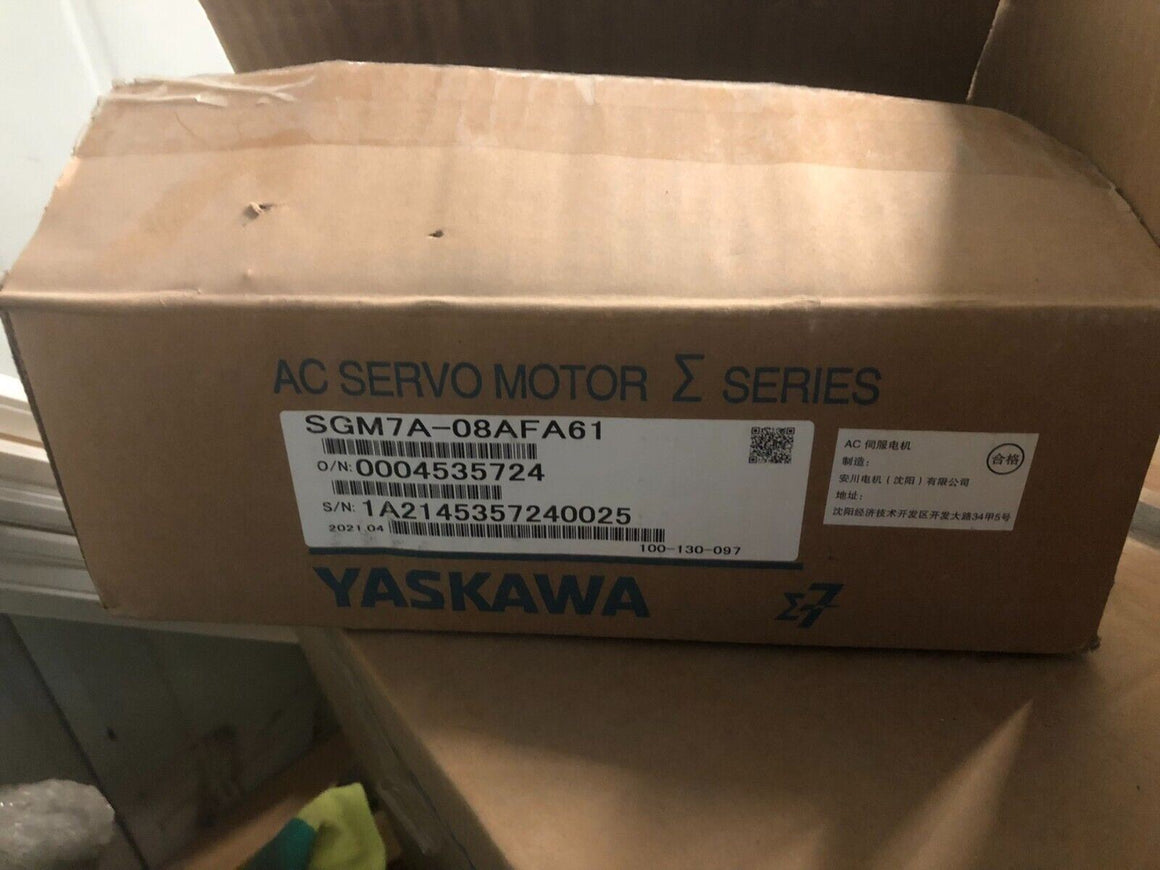 AC SERVO MOTOR Σ SERIES
SGM7A-08AFA61
O/N: 0004535724
S/N: 1A2145357240025
2021.04
100-130-097
AC 伺服电机
合格
制造：
安川电机（沈阳）有限公司
地址：
沈阳经济技术开发区开发大路34甲5号
YASKAWA
Σ7